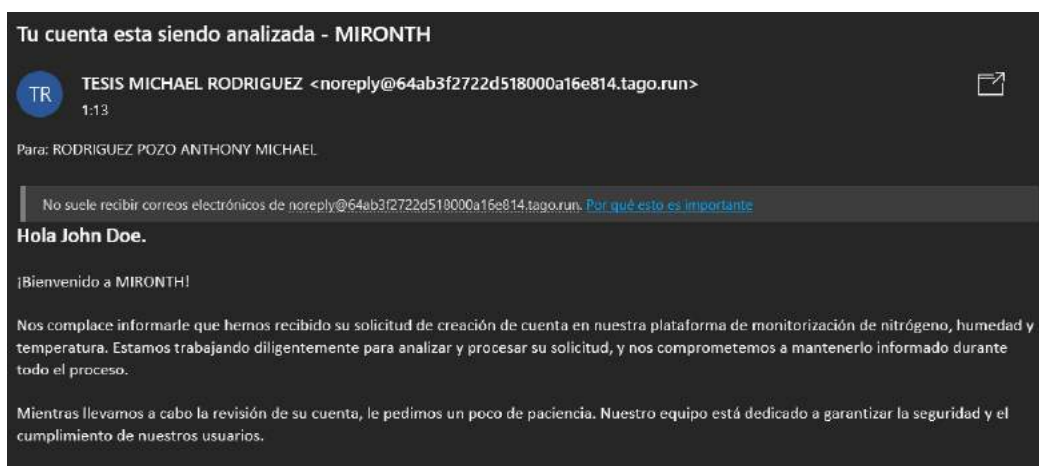 Tu cuenta esta siendo analizada - MIRONTH
TR
TESIS MICHAEL RODRIGUEZ <noreply@64ab3f2722d518000a16e814.tago.run>
1:13
Para: RODRIGUEZ POZO ANTHONY MICHAEL
No suele recibir correos electrónicos de noreply@64ab3f2722d518000a16e814.tago.run. Por qué esto es importante
Hola John Doe.
¡Bienvenido a MIRONTH!
Nos complace informarle que hemos recibido su solicitud de creación de cuenta en nuestra plataforma de monitorización de nitrógeno, humedad y
temperatura. Estamos trabajando diligentemente para analizar y procesar su solicitud, y nos comprometemos a mantenerlo informado durante
todo el proceso.
Mientras llevamos a cabo la revisión de su cuenta, le pedimos un poco de paciencia. Nuestro equipo está dedicado a garantizar la seguridad y el
cumplimiento de nuestros usuarios.